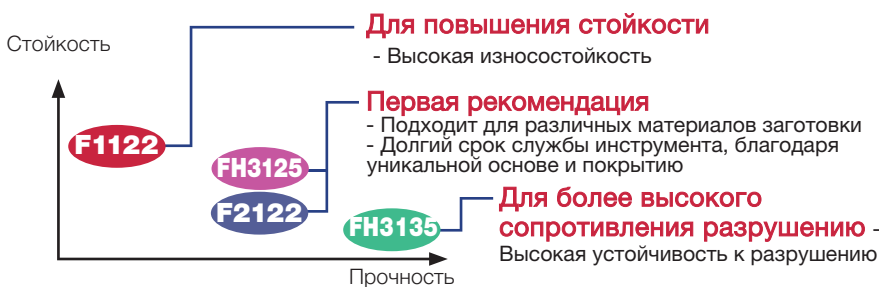 Для повышения стойкости
Стойкость
- Высокая износостойкость
Первая рекомендация
- Подходит для различных материалов заготовки
- Долгий срок службы инструмента, благодаря
уникальной основе и покрытию
F1122
FH3125
F2122
FH3135
Для более высокого
сопротивления разрушению -
Высокая устойчивость к разрушению
Прочность